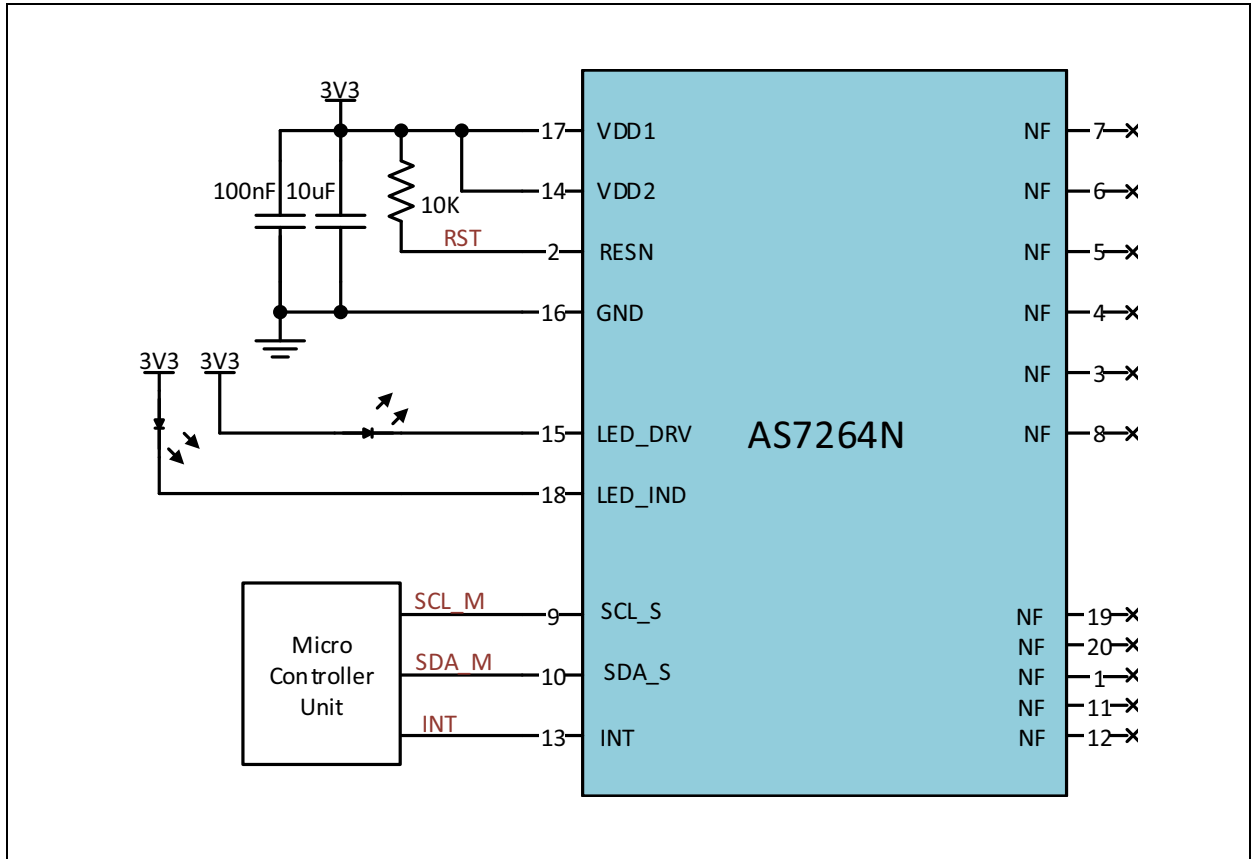 3V3
17 VDD1 NF 7
100nF 10uF 10K 14 VDD2 NF 6
RST 2 RESN NF 5
16 GND NF 4
3V3 3V3 NF 3
15 LED_DRV AS7264N NF 8
18 LED_IND
SCL_M 9 SCL_S NF 19
Micro NF 20
Controller SDA_M 10 SDA_S NF 1
Unit NF 11
INT 13 INT NF 12